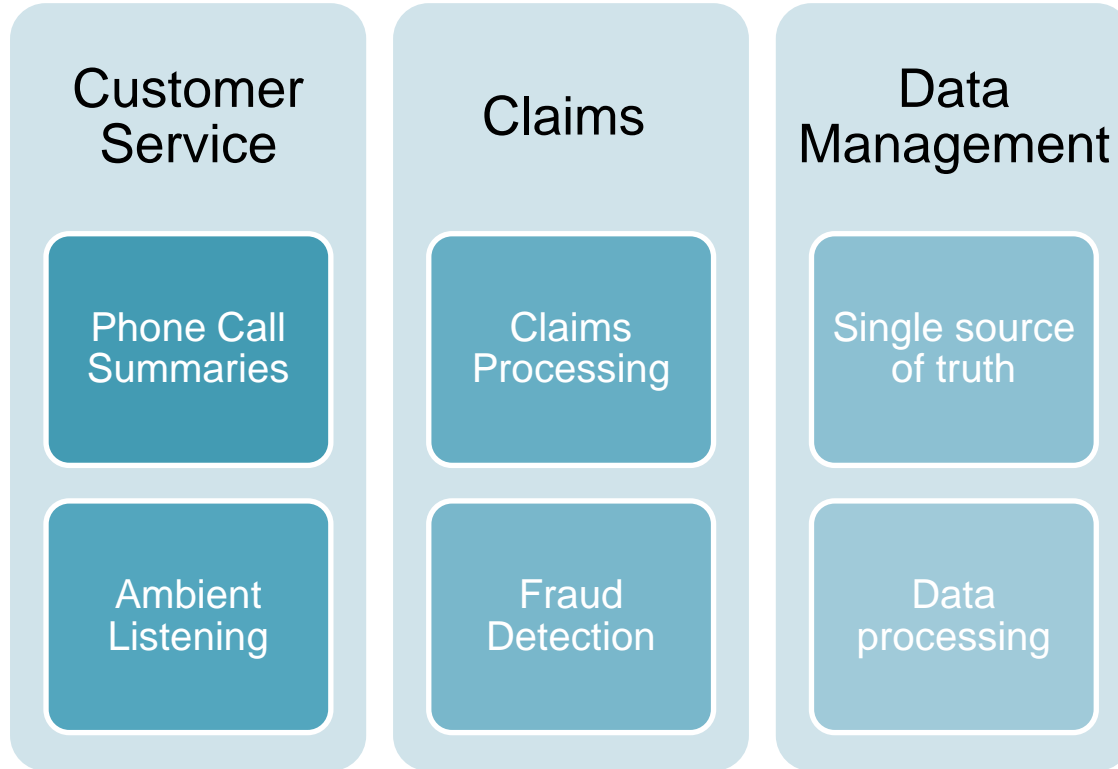 Customer
Service
Phone Call
Summaries
Ambient
Listening
Claims
Claims
Processing
Fraud
Detection
Data
Management
Single source
of truth
Data
processing